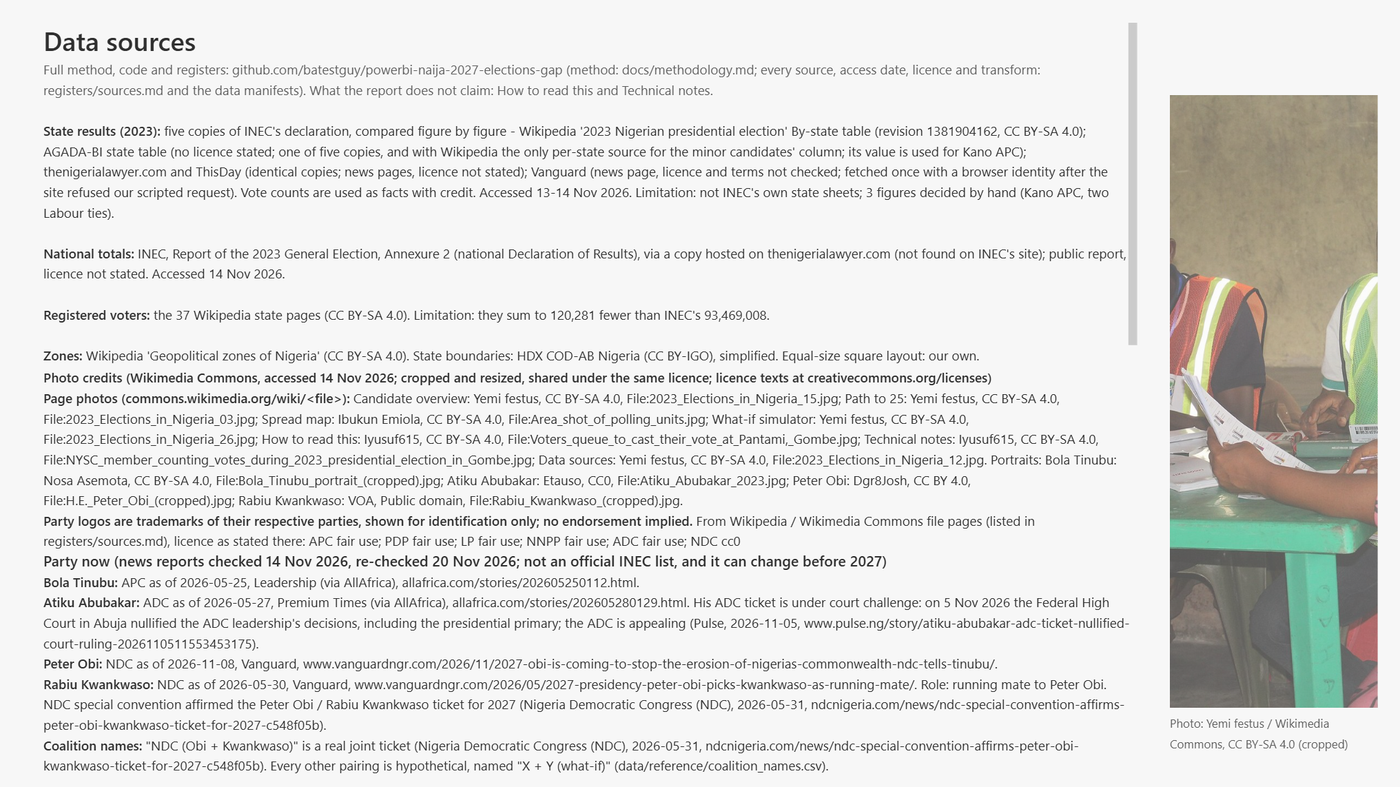 Data sources
Full method, code and registers: github.com/batestguy/powerbi-naija-2027-elections-gap (method: docs/methodology.md; every source, access date, licence and transform:
registers/sources.md and the data manifests). What the report does not claim: How to read this and Technical notes.
State results (2023): five copies of INEC's declaration, compared figure by figure - Wikipedia '2023 Nigerian presidential election' By-state table (revision 1381904162, CC BY-SA 4.0);
AGADA-BI state table (no licence stated; one of five copies, and with Wikipedia the only per-state source for the minor candidates' column; its value is used for Kano APC);
thenigerialawyer.com and ThisDay (identical copies; news pages, licence not stated); Vanguard (news page, licence and terms not checked; fetched once with a browser identity after the
site refused our scripted request). Vote counts are used as facts with credit. Accessed 13-14 Nov 2026. Limitation: not INEC's own state sheets; 3 figures decided by hand (Kano APC, two
Labour ties).
National totals: INEC, Report of the 2023 General Election, Annexure 2 (national Declaration of Results), via a copy hosted on thenigerialawyer.com (not found on INEC's site); public report,
licence not stated. Accessed 14 Nov 2026.
Registered voters: the 37 Wikipedia state pages (CC BY-SA 4.0). Limitation: they sum to 120,281 fewer than INEC's 93,469,008.
Zones: Wikipedia 'Geopolitical zones of Nigeria' (CC BY-SA 4.0). State boundaries: HDX COD-AB Nigeria (CC BY-IGO), simplified. Equal-size square layout: our own.
Photo credits (Wikimedia Commons, accessed 14 Nov 2026; cropped and resized, shared under the same licence; licence texts at creativecommons.org/licenses)
Page photos (commons.wikimedia.org/wiki/<file>): Candidate overview: Yemi festus, CC BY-SA 4.0, File:2023_Elections_in_Nigeria_15.jpg; Path to 25: Yemi festus, CC BY-SA 4.0,
File:2023_Elections_in_Nigeria_03.jpg; Spread map: Ibukun Emiola, CC BY-SA 4.0, File:Area_shot_of_polling_units.jpg; What-if simulator: Yemi festus, CC BY-SA 4.0,
File:2023_Elections_in_Nigeria_26.jpg; How to read this: Iyusuf615, CC BY-SA 4.0, File:Voters_queue_to_cast_their_vote_at_Pantami,_Gombe.jpg; Technical notes: Iyusuf615, CC BY-SA 4.0,
File:NYSC_member_counting_votes_during_2023_presidential_election_in_Gombe.jpg; Data sources: Yemi festus, CC BY-SA 4.0, File:2023_Elections_in_Nigeria_12.jpg. Portraits: Bola Tinubu:
Nosa Asemota, CC BY-SA 4.0, File:Bola_Tinubu_portrait_(cropped).jpg; Atiku Abubakar: Etauso, CC0, File:Atiku_Abubakar_2023.jpg; Peter Obi: Dgr8Josh, CC BY 4.0,
File:H.E._Peter_Obi_(cropped).jpg; Rabiu Kwankwaso: VOA, Public domain, File:Rabiu_Kwankwaso_(cropped).jpg.
Party logos are trademarks of their respective parties, shown for identification only; no endorsement implied. From Wikipedia / Wikimedia Commons file pages (listed in
registers/sources.md), licence as stated there: APC fair use; PDP fair use; LP fair use; NNPP fair use; ADC fair use; NDC cc0
Party now (news reports checked 14 Nov 2026, re-checked 20 Nov 2026; not an official INEC list, and it can change before 2027)
Bola Tinubu: APC as of 2026-05-25, Leadership (via AllAfrica), allafrica.com/stories/202605250112.html.
Atiku Abubakar: ADC as of 2026-05-27, Premium Times (via AllAfrica), allafrica.com/stories/202605280129.html. His ADC ticket is under court challenge: on 5 Nov 2026 the Federal High
Court in Abuja nullified the ADC leadership's decisions, including the presidential primary; the ADC is appealing (Pulse, 2026-11-05, www.pulse.ng/story/atiku-abubakar-adc-ticket-nullified-
court-ruling-2026110511553453175).
Peter Obi: NDC as of 2026-11-08, Vanguard, www.vanguardngr.com/2026/11/2027-obi-is-coming-to-stop-the-erosion-of-nigerias-commonwealth-ndc-tells-tinubu/.
Rabiu Kwankwaso: NDC as of 2026-05-30, Vanguard, www.vanguardngr.com/2026/05/2027-presidency-peter-obi-picks-kwankwaso-as-running-mate/. Role: running mate to Peter Obi.
NDC special convention affirmed the Peter Obi / Rabiu Kwankwaso ticket for 2027 (Nigeria Democratic Congress (NDC), 2026-05-31, ndcnigeria.com/news/ndc-special-convention-affirms-
peter-obi-kwankwaso-ticket-for-2027-c548f05b).
Coalition names: "NDC (Obi + Kwankwaso)" is a real joint ticket (Nigeria Democratic Congress (NDC), 2026-05-31, ndcnigeria.com/news/ndc-special-convention-affirms-peter-obi-
kwankwaso-ticket-for-2027-c548f05b). Every other pairing is hypothetical, named "X + Y (what-if)" (data/reference/coalition_names.csv).
Photo: Yemi festus / Wikimedia
Commons, CC BY-SA 4.0 (cropped)